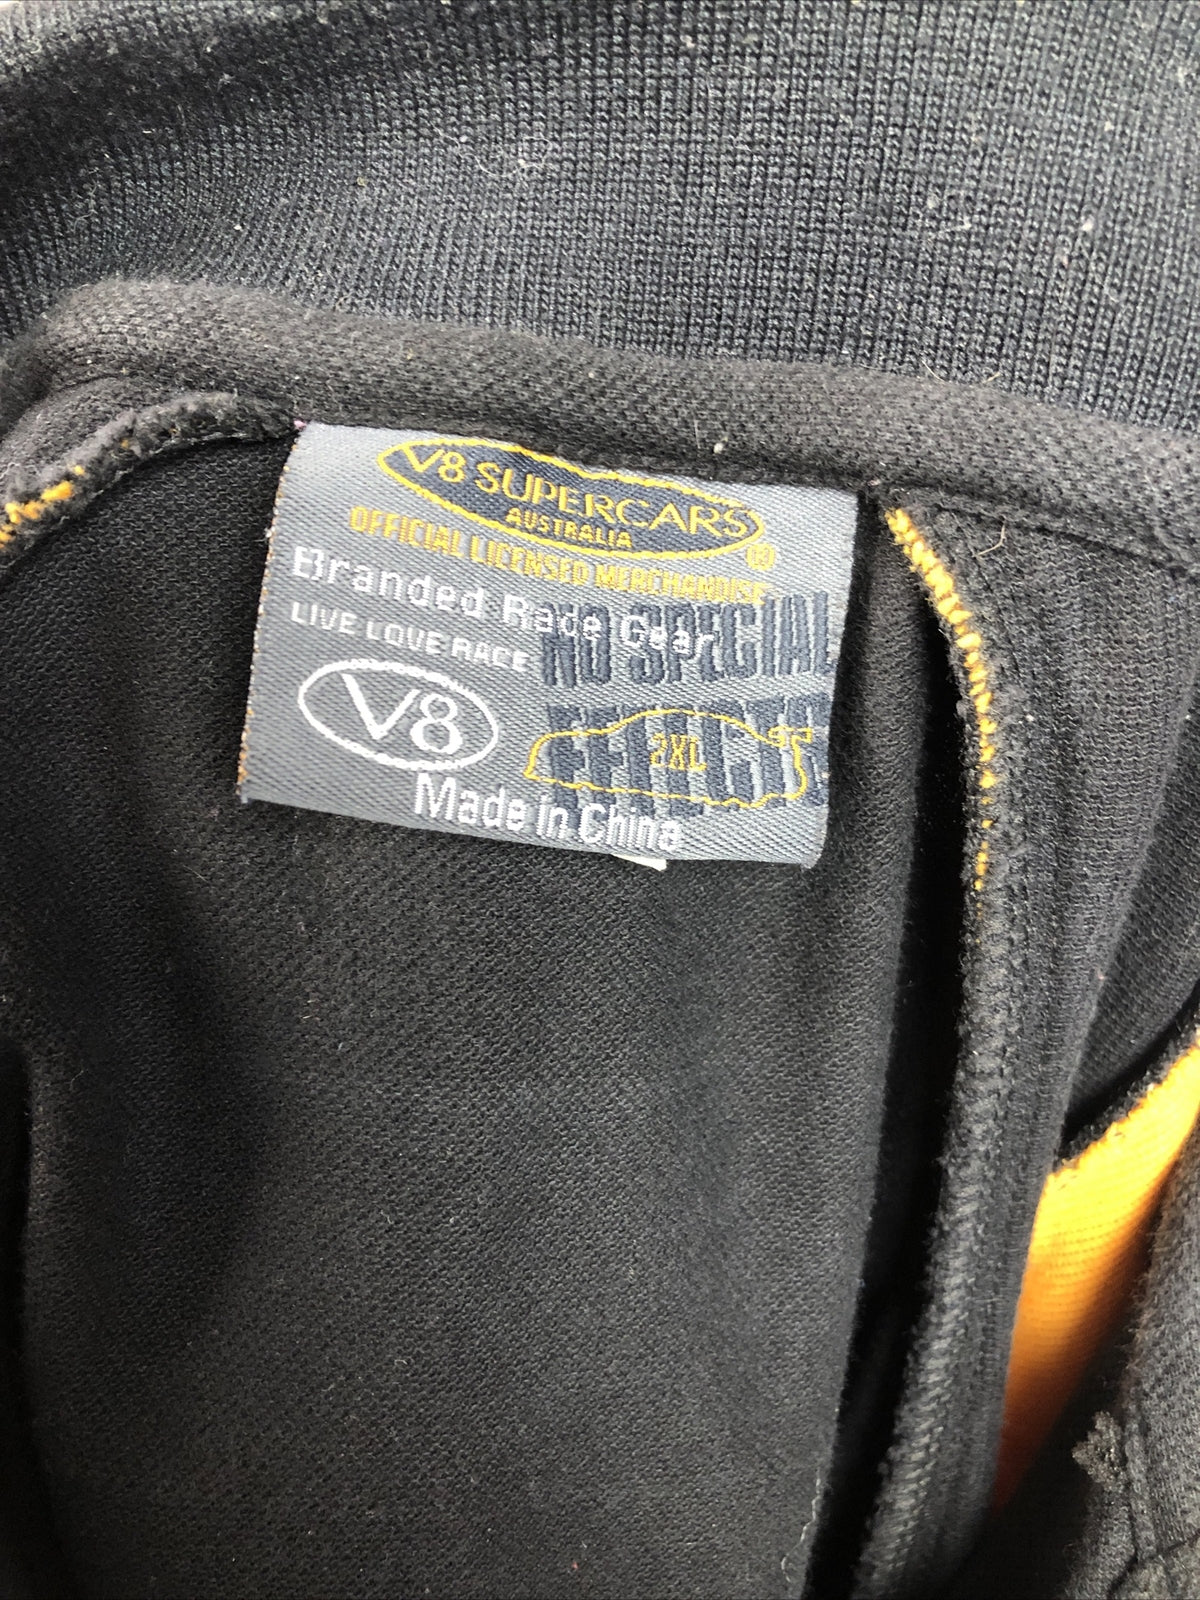 V8 SUPERCARS
AUSTRALIA
®
OFFICIAL LICENSED MERCHANDISE
Branded Race Gear
LIVE LOVE RACE
NO SPECIAL
EFFECTS
V8
2XL
Made in China